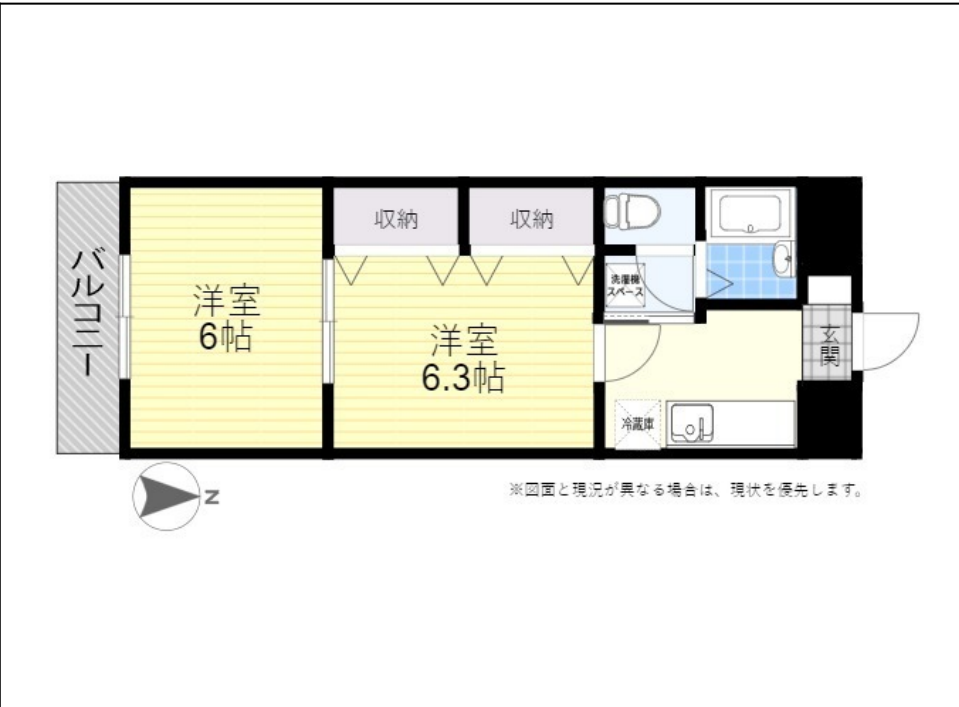 バルコニー
洋室
6帖
収納
収納
洋室
6.3帖
洗濯機
スペース
冷蔵庫
玄関
N
※図面と現況が異なる場合は、現状を優先します。